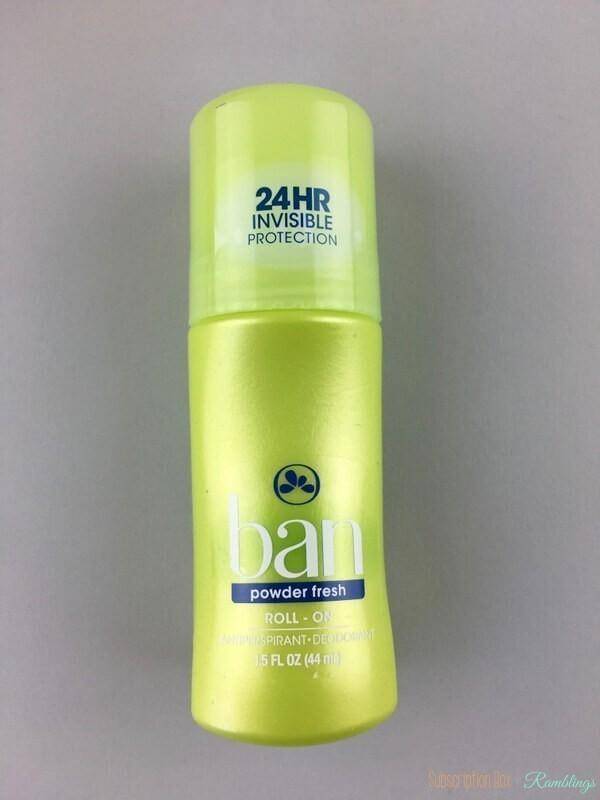 24HR
INVISIBLE
PROTECTION
ban
powder fresh
ROLL - ON
ANTIPERSPIRANT•DEODORANT
1.5 FL OZ (44 ml)
Subscription Box Ramblings